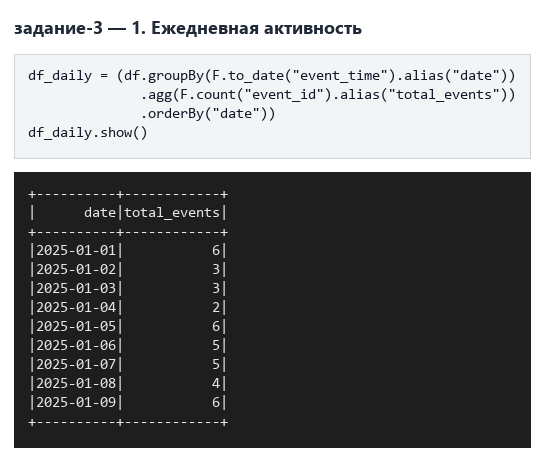 задание-3 — 1. Ежедневная активность
df_daily = (df.groupBy(F.to_date("event_time").alias("date"))
              .agg(F.count("event_id").alias("total_events"))
              .orderBy("date"))
df_daily.show()
+----------+------------+
|      date|total_events|
+----------+------------+
|2025-01-01|           6|
|2025-01-02|           3|
|2025-01-03|           3|
|2025-01-04|           2|
|2025-01-05|           6|
|2025-01-06|           5|
|2025-01-07|           5|
|2025-01-08|           4|
|2025-01-09|           6|
+----------+------------+